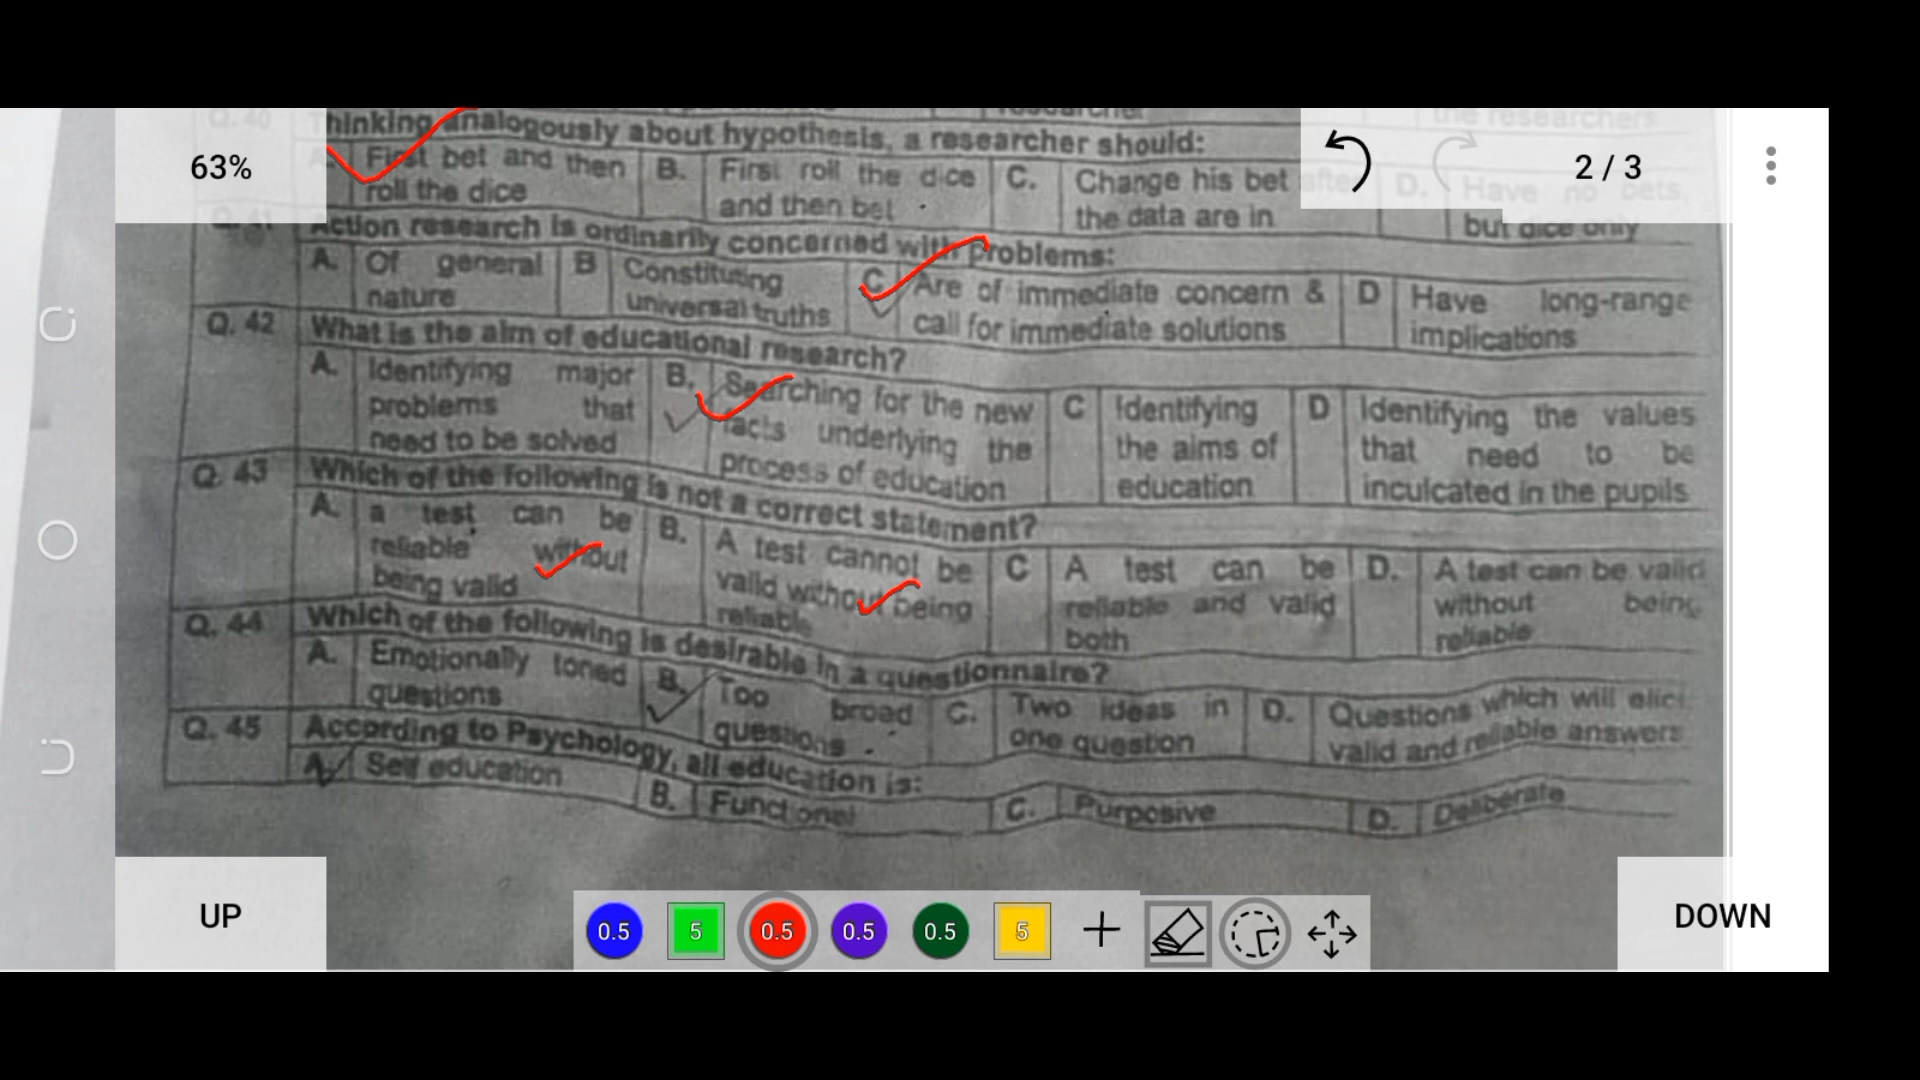 63%
2 / 3
Q. 40 Thinking analogously about hypothesis, a researcher should:
First bet and then roll the dice
B. First roll the dice and then bet
C. Change his bet after the data are in
D. Have no bets, but dice only
Q. 41 Action research is ordinarily concerned with problems:
A. Of general nature
B Constituting universal truths
C Are of immediate concern & call for immediate solutions
D Have long-range implications
Q. 42 What is the aim of educational research?
A. Identifying major problems that need to be solved
B. Searching for the new facts underlying the process of education
C Identifying the aims of education
D Identifying the values that need to be inculcated in the pupils
Q. 43 Which of the following is not a correct statement?
A. a test can be reliable without being valid
B. A test cannot be valid without being reliable
C A test can be reliable and valid both
D. A test can be valid without being reliable
Q. 44 Which of the following is desirable in a questionnaire?
A. Emotionally toned questions
B. Too broad questions
C. Two ideas in one question
D. Questions which will elicit valid and reliable answers
Q. 45 According to Psychology, all education is:
A. Self education
B. Functional
C. Purposive
D. Deliberate
UP
0.5 5 0.5 0.5 0.5 5
DOWN